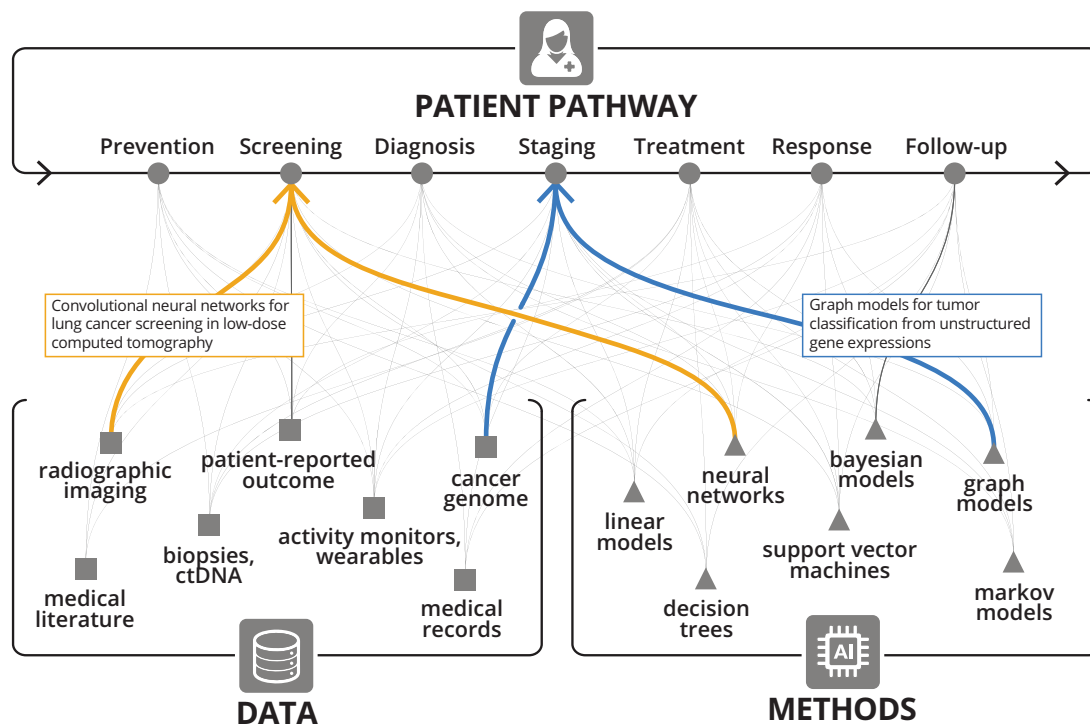 PATIENT PATHWAY
Prevention
Screening
Diagnosis
Staging
Treatment
Response
Follow-up
Convolutional neural networks for
lung cancer screening in low-dose
computed tomography
Graph models for tumor
classification from unstructured
gene expressions
radiographic
imaging
patient-reported
outcome
cancer
genome
biopsies,
ctDNA
activity monitors,
wearables
medical
literature
medical
records
DATA
neural
networks
bayesian
models
graph
models
linear
models
support vector
machines
decision
trees
markov
models
AI
METHODS